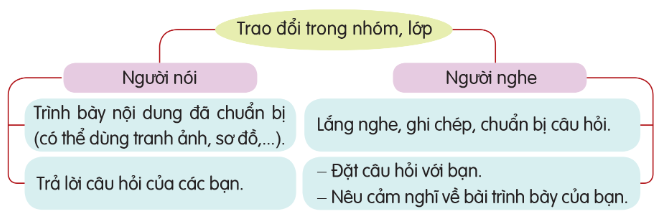 Trao đổi trong nhóm, lớp
Người nói
Trình bày nội dung đã chuẩn bị
(có thể dùng tranh ảnh, sơ đồ,...).
Trả lời câu hỏi của các bạn.
Người nghe
Lắng nghe, ghi chép, chuẩn bị câu hỏi.
– Đặt câu hỏi với bạn.
– Nêu cảm nghĩ về bài trình bày của bạn.